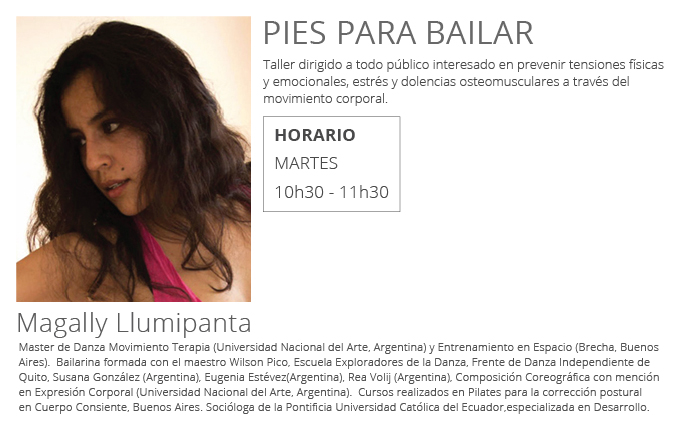 PIES PARA BAILAR
Taller dirigido a todo público interesado en prevenir tensiones físicas
y emocionales, estrés y dolencias osteomusculares a través del
movimiento corporal.
HORARIO
MARTES
10h30 - 11h30
Magally Llumipanta
Master de Danza Movimiento Terapia (Universidad Nacional del Arte, Argentina) y Entrenamiento en Espacio (Brecha, Buenos
Aires).  Bailarina formada con el maestro Wilson Pico, Escuela Exploradores de la Danza, Frente de Danza Independiente de
Quito, Susana González (Argentina), Eugenia Estévez(Argentina), Rea Volij (Argentina), Composición Coreográfica con mención
en Expresión Corporal (Universidad Nacional del Arte, Argentina).  Cursos realizados en Pilates para la corrección postural
en Cuerpo Consiente, Buenos Aires. Socióloga de la Pontificia Universidad Católica del Ecuador,especializada en Desarrollo.